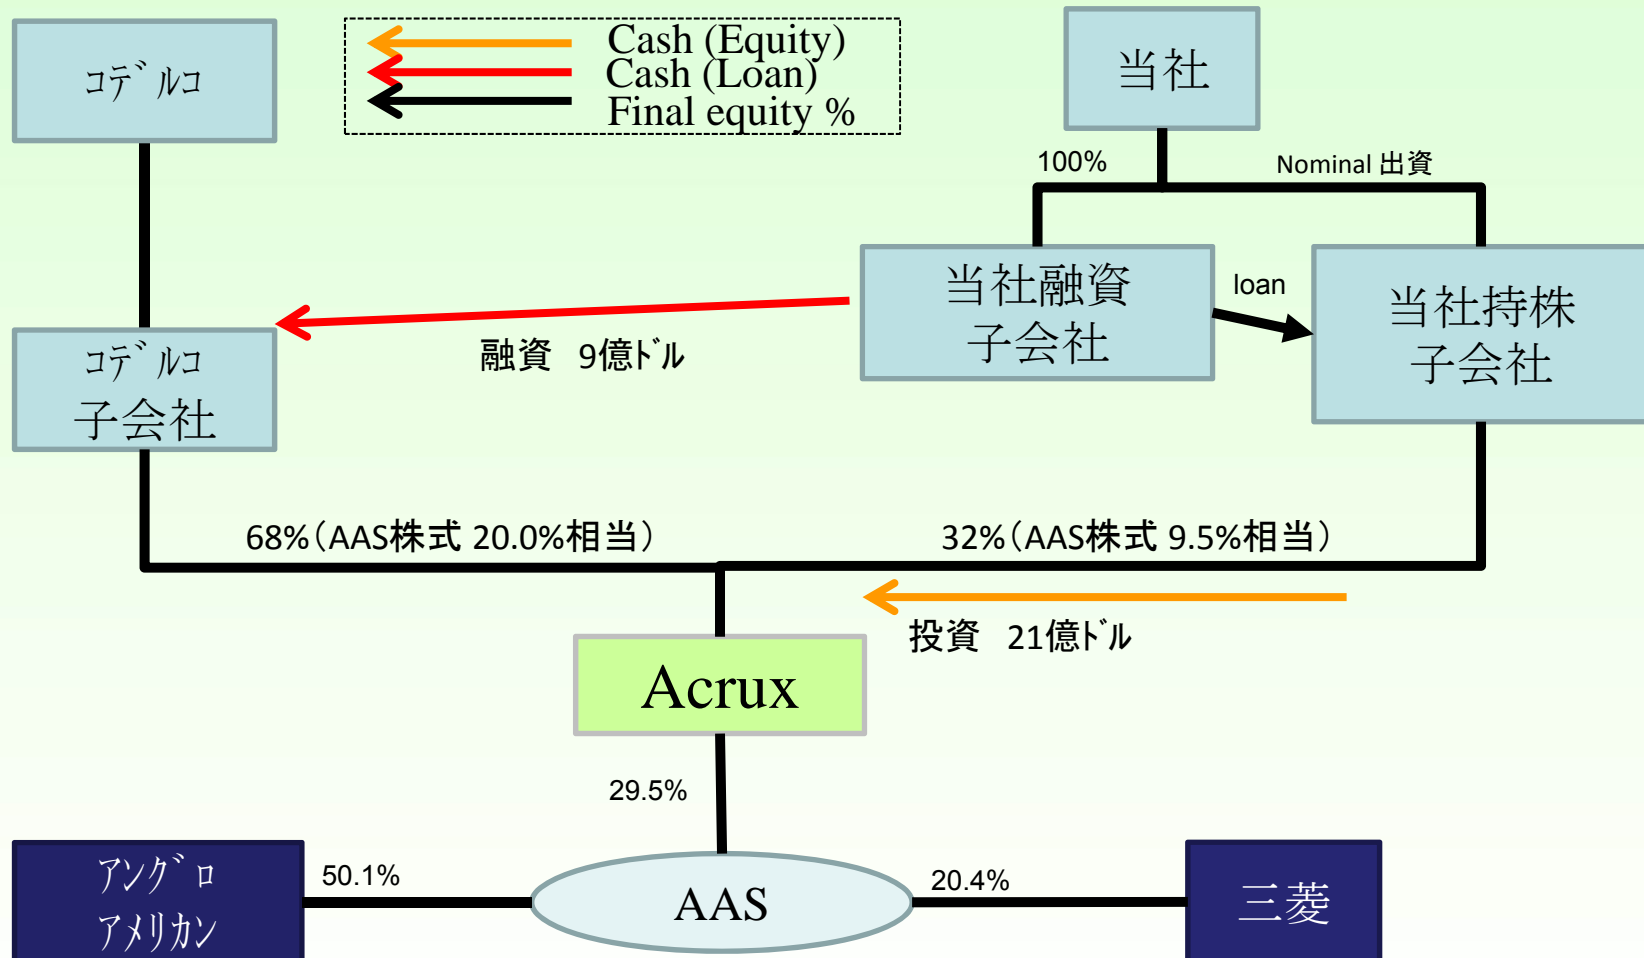 コデルコ
Cash (Equity)
Cash (Loan)
Final equity %
当社
100%
Nominal 出資
当社融資
子会社
loan
当社持株
子会社
コデルコ
子会社
融資 9億ドル
68%(AAS株式 20.0%相当)
32%(AAS株式 9.5%相当)
投資 21億ドル
Acrux
29.5%
アングロ
アメリカン
50.1%
AAS
20.4%
三菱